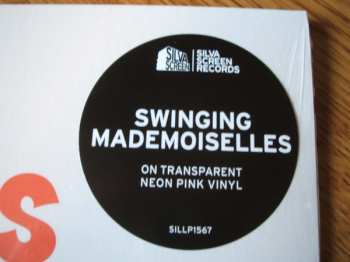 SILVA
SCREEN
SILVA
SCREEN
RECORDS
SWINGING
MADEMOISELLES
ON TRANSPARENT
NEON PINK VINYL
SILLP1567
S